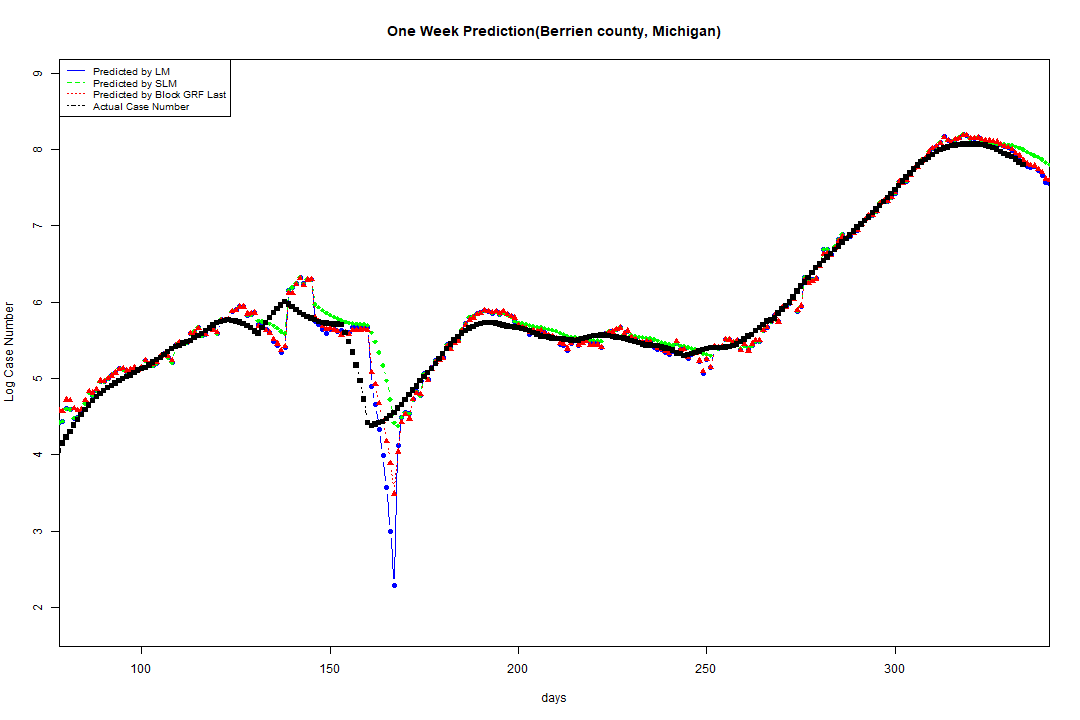 One Week Prediction(Berrien county, Michigan)
Predicted by LM
Predicted by SLM
Predicted by Block GRF Last
Actual Case Number
9
8
7
6
5
4
3
2
Log Case Number
100 150 200 250 300
days